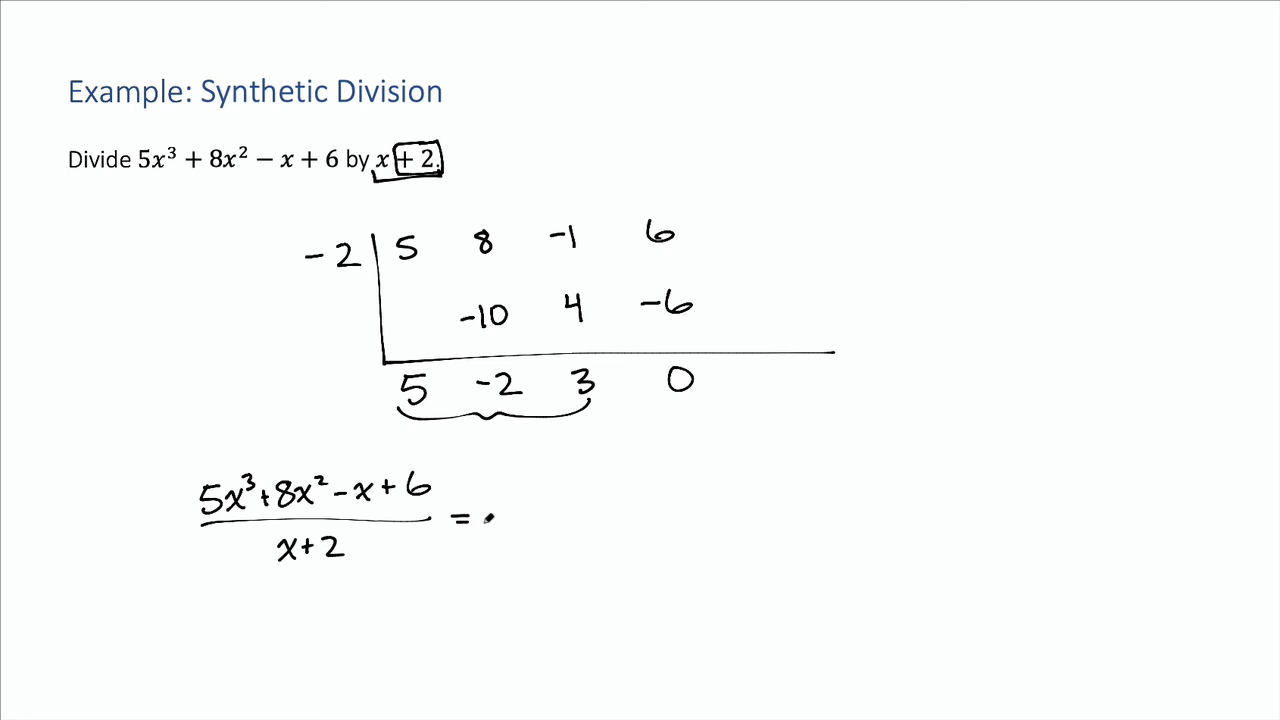 Example: Synthetic Division
Divide 5x³ + 8x² − x + 6 by x + 2.
-2 5 8 -1 6
-10 4 -6
5 -2 3 0
5x³+8x²-x+6
=
x+2